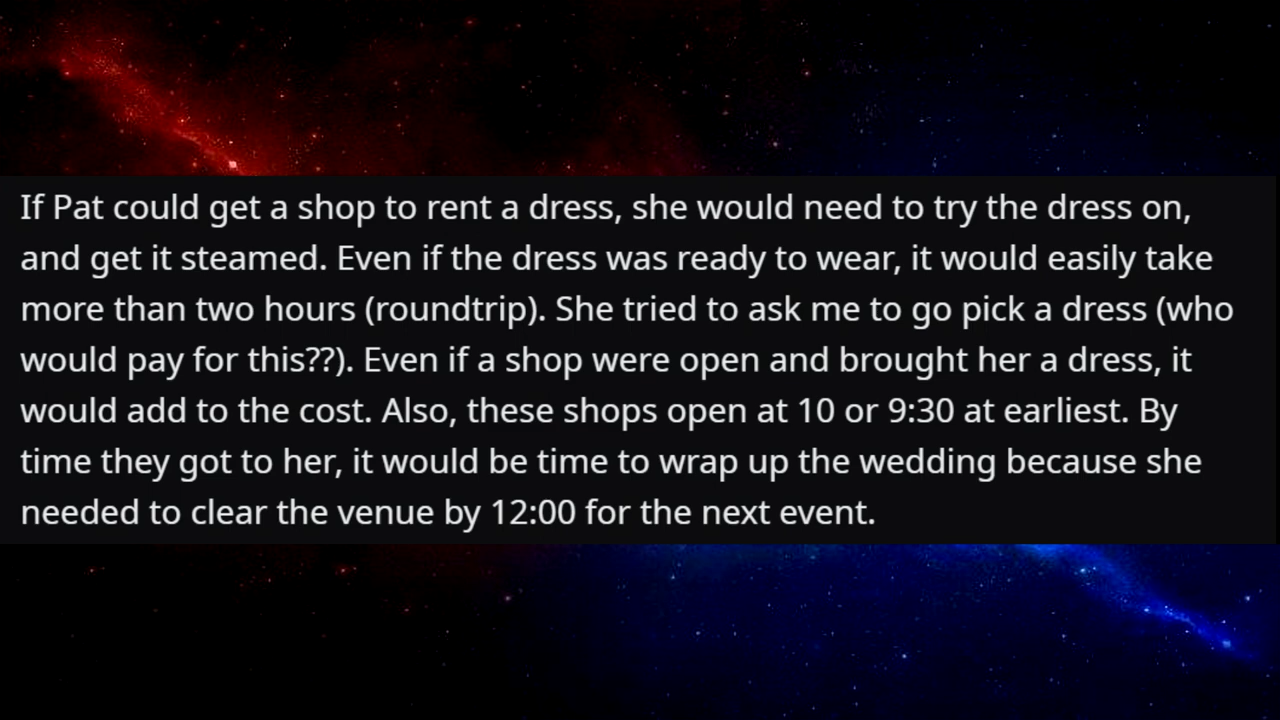 If Pat could get a shop to rent a dress, she would need to try the dress on,
and get it steamed. Even if the dress was ready to wear, it would easily take
more than two hours (roundtrip). She tried to ask me to go pick a dress (who
would pay for this??). Even if a shop were open and brought her a dress, it
would add to the cost. Also, these shops open at 10 or 9:30 at earliest. By
time they got to her, it would be time to wrap up the wedding because she
needed to clear the venue by 12:00 for the next event.